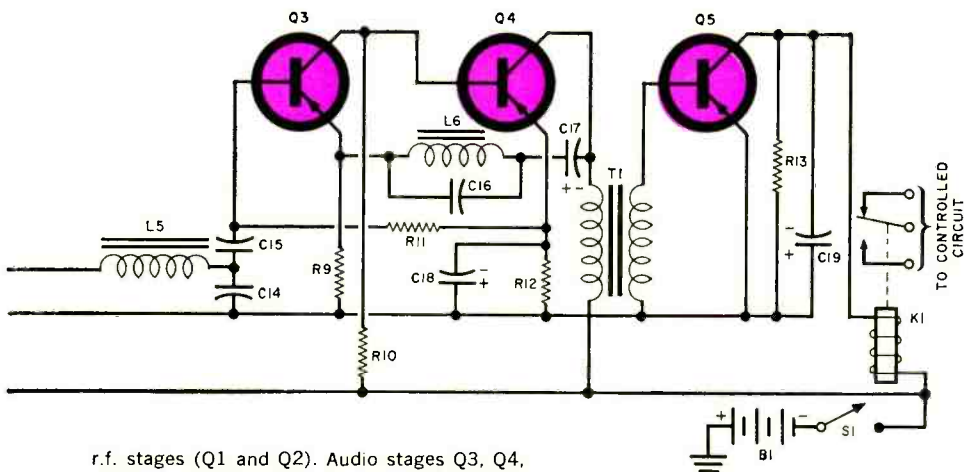 Q3
Q4
Q5
L6
C17
C16
T1
R13
L5
C15
R11
C14
R9
C18
R12
C19
TO CONTROLLED
CIRCUIT
K1
R10
+ -
- +
- +
+ -
B1
S1
r.f. stages (Q1 and Q2). Audio stages Q3, Q4,